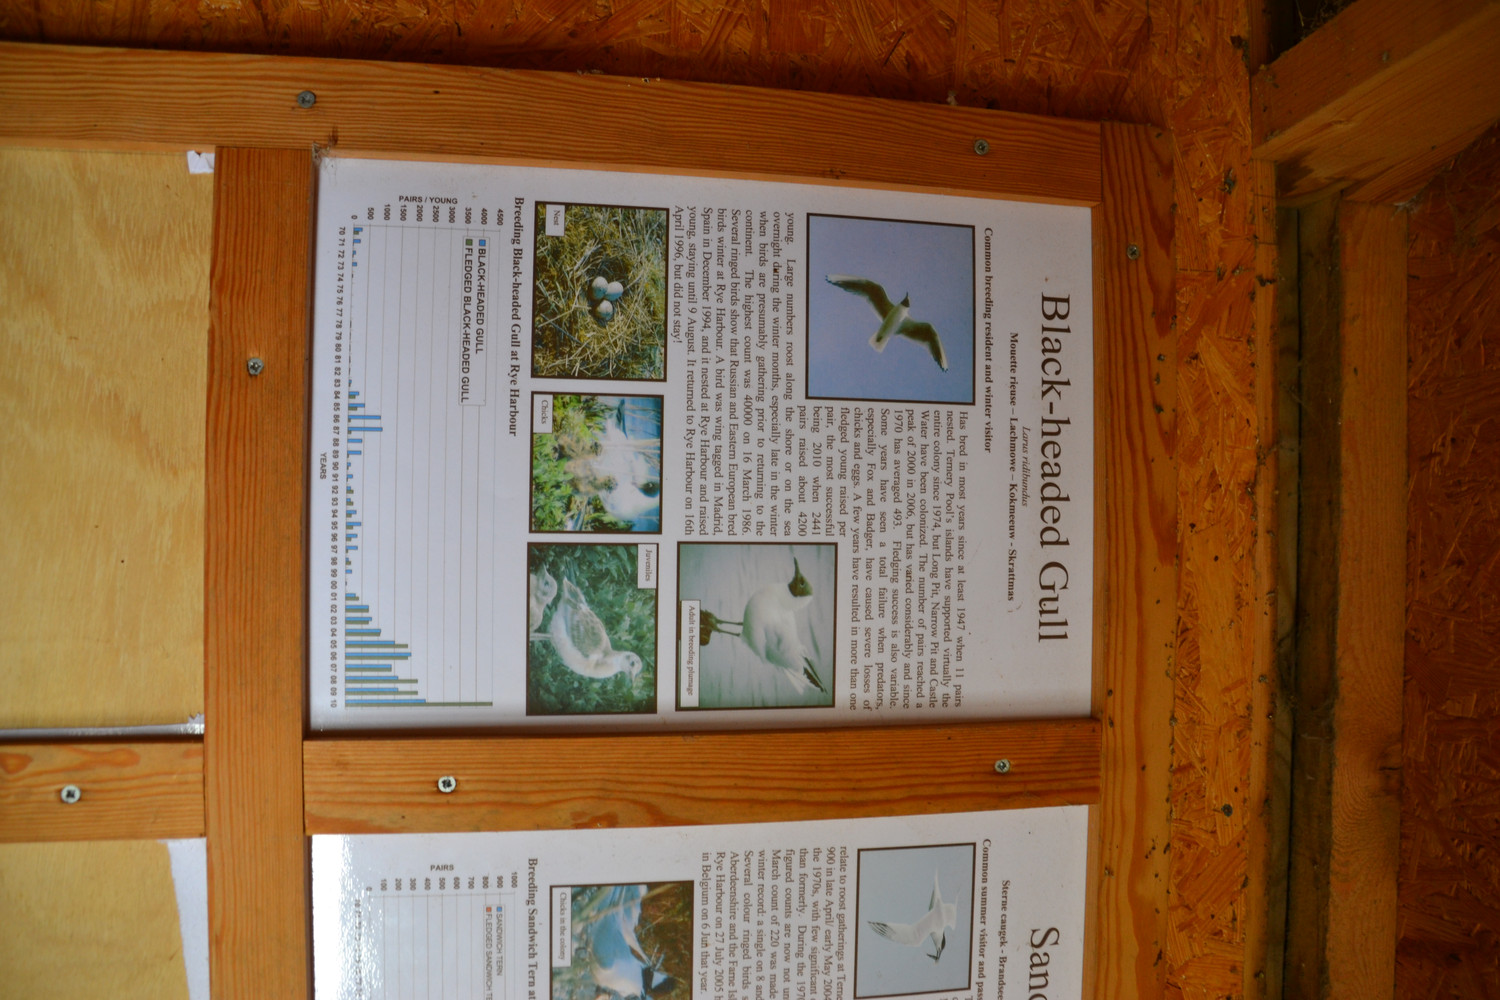 Black-headed Gull
Larus ridibundus
Mouette rieuse – Lachmowe – Kokmeeuw - Skrattmas
Common breeding resident and winter visitor
Has bred in most years since at least 1947 when 11 pairs
nested. Ternery Pool's islands have supported virtually the
entire colony since 1974, but Long Pit, Narrow Pit and Castle
Water have been colonized. The number of pairs reached a
peak of 2000 in 2006, but has varied considerably and since
1970 has averaged 493. Fledging success is also variable.
Some years have seen a total failure when predators,
especially Fox and Badger, have caused severe losses of
chicks and eggs. A few years have resulted in more than one
fledged young raised per
pair, the most successful
being 2010 when 2441
pairs raised about 4200
young. Large numbers roost along the shore or on the sea
overnight during the winter months, especially late in the winter
when birds are presumably gathering prior to returning to the
continent. The highest count was 40000 on 16 March 1986.
Several ringed birds show that Russian and Eastern European bred
birds winter at Rye Harbour. A bird was wing tagged in Madrid,
Spain in December 1994, and it nested at Rye Harbour and raised
young, staying until 9 August. It returned to Rye Harbour on 16th
April 1996, but did not stay!
Adult in breeding plumage
Nest
Chicks
Juveniles
Breeding Black-headed Gull at Rye Harbour
4500
4000
3500
3000
2500
2000
1500
1000
500
0
PAIRS / YOUNG
BLACK-HEADED GULL
FLEDGED BLACK-HEADED GULL
70 71 72 73 74 75 76 77 78 79 80 81 82 83 84 85 86 87 88 89 90 91 92 93 94 95 96 97 98 99 00 01 02 03 04 05 06 07 08 09 10
YEARS
Sterne caugek - Brandsee
Common summer visitor and pas
relate to roost gatherings at Terne
900 in late April/ early May 2004
the 1970s, with few significant
than formerly. During the 197
figured counts are now not un
March count of 220 was made
winter record: a single on 8 and
Several colour ringed birds s
Aberdeenshire and the Farne Isl
Rye Harbour on 27 July 2005 h
in Belgium on 6 Jun that year.
Chicks in the colony
Breeding Sandwich Tern at
1000
900
800
700
600
500
400
300
200
100
0
PAIRS
SANDWICH TERN
FLEDGED SANDWICH T